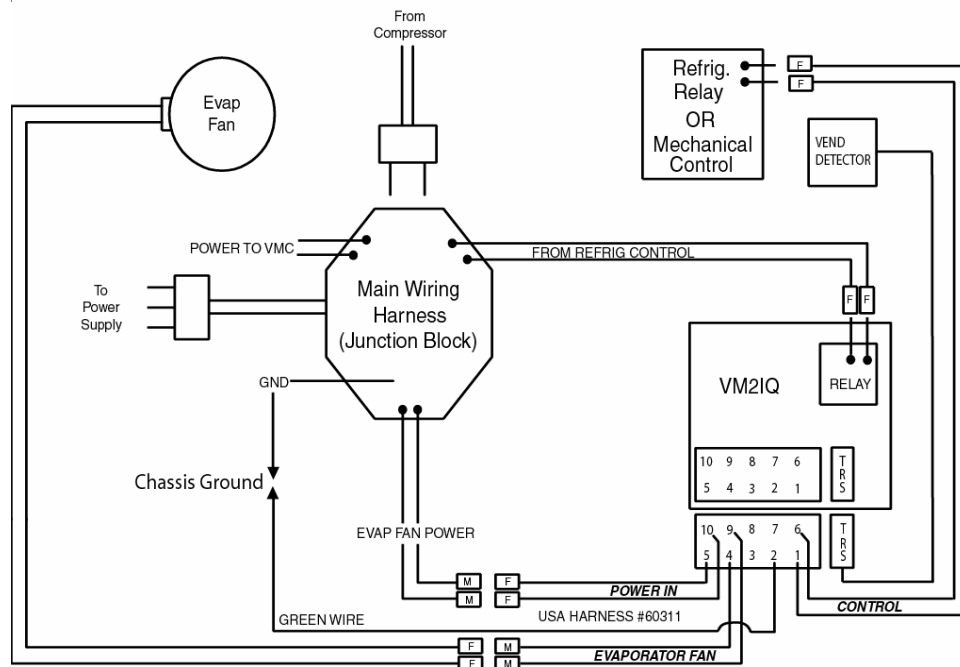 From
Compressor
Evap
Fan
Refrig.
Relay
OR
Mechanical
Control
F
F
VEND
DETECTOR
POWER TO VMC
FROM REFRIG CONTROL
To
Power
Supply
Main Wiring
Harness
(Junction Block)
F F
GND
VM2IQ
RELAY
Chassis Ground
10 9 8 7 6
5 4 3 2 1
T
R
S
EVAP FAN POWER
10 9 8 7 6
5 4 3 2 1
T
R
S
M F
M F
POWER IN
CONTROL
GREEN WIRE
USA HARNESS #60311
F M
F M
EVAPORATOR FAN